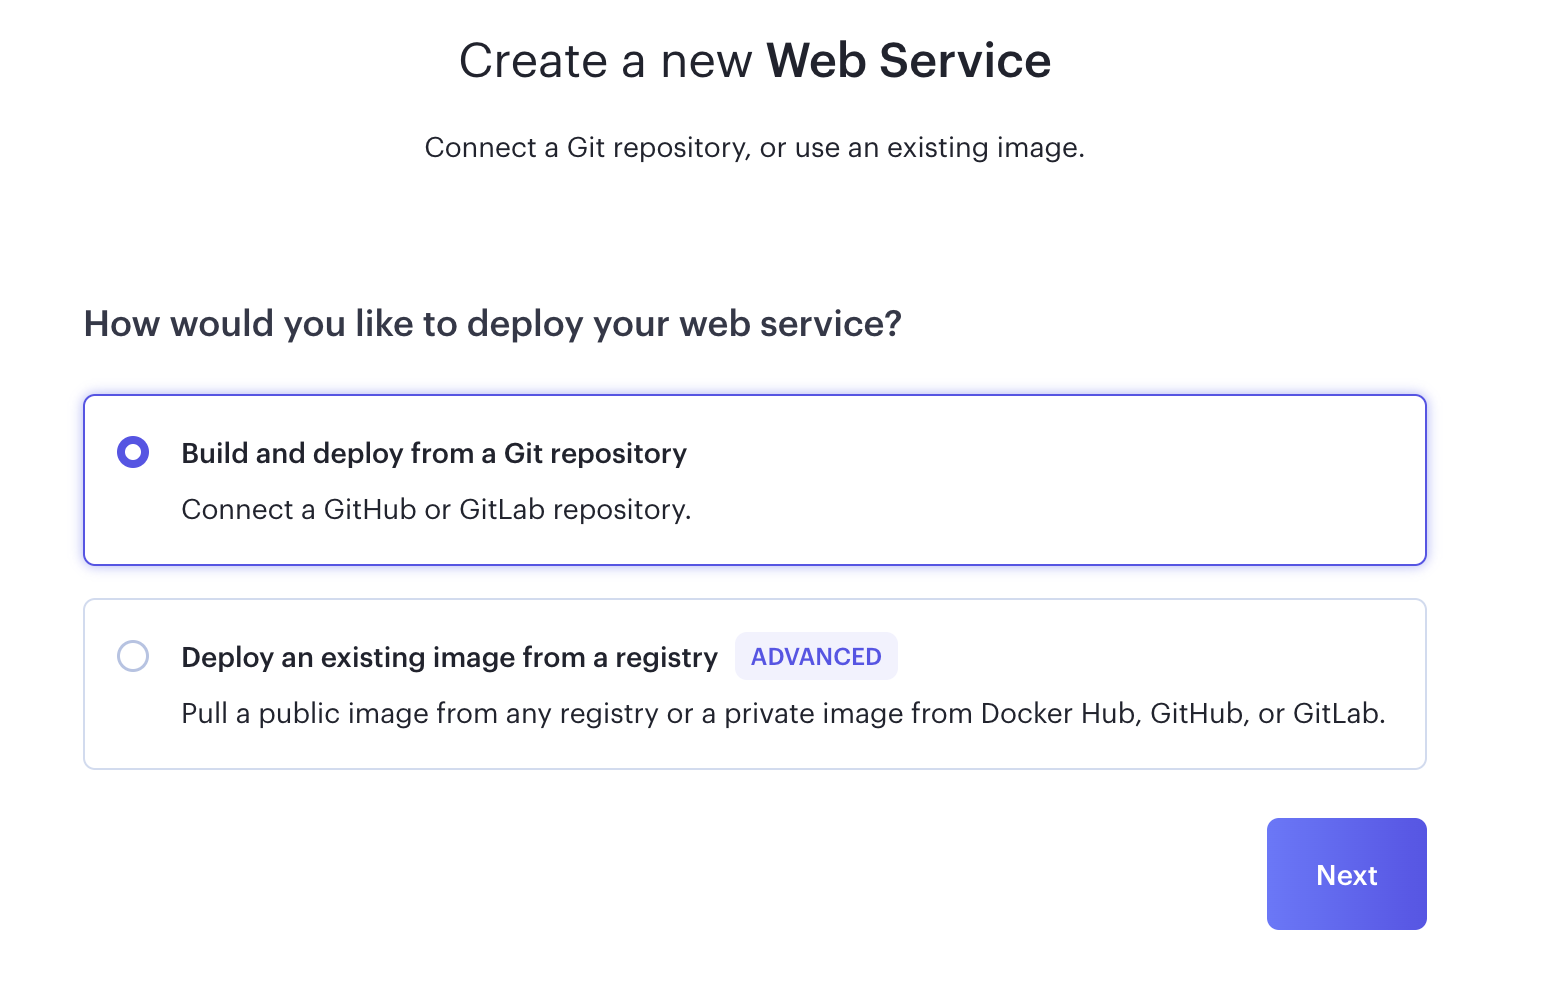 Create a new Web Service
Connect a Git repository, or use an existing image.
How would you like to deploy your web service?
Build and deploy from a Git repository
Connect a GitHub or GitLab repository.
Deploy an existing image from a registry ADVANCED
Pull a public image from any registry or a private image from Docker Hub, GitHub, or GitLab.
Next